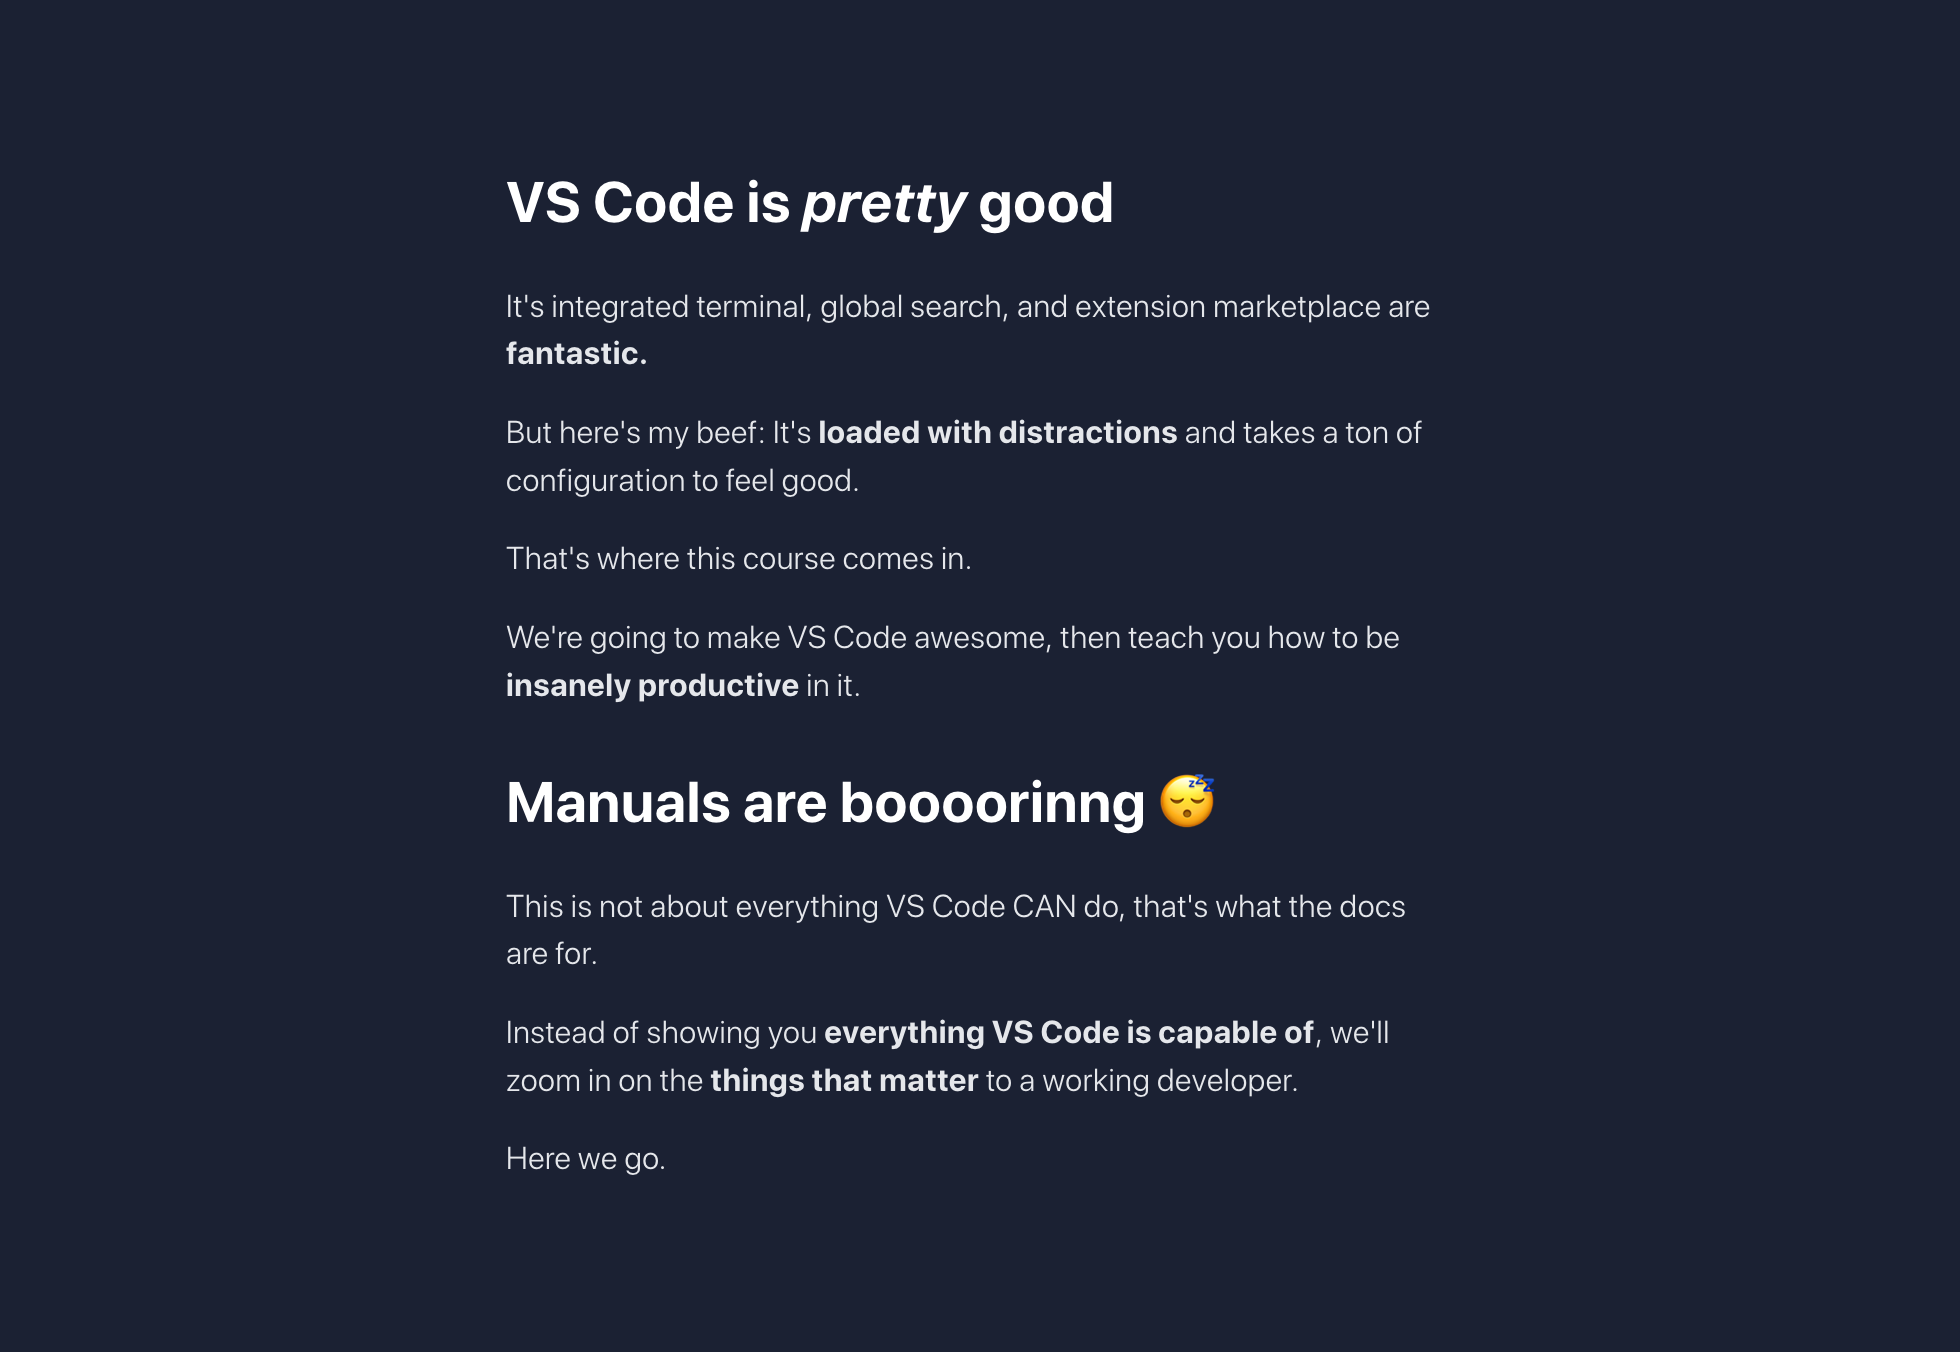 VS Code is pretty good
It's integrated terminal, global search, and extension marketplace are
fantastic.
But here's my beef: It's loaded with distractions and takes a ton of
configuration to feel good.
That's where this course comes in.
We're going to make VS Code awesome, then teach you how to be
insanely productive in it.
Manuals are boooorinng 😴
This is not about everything VS Code CAN do, that's what the docs
are for.
Instead of showing you everything VS Code is capable of, we'll
zoom in on the things that matter to a working developer.
Here we go.